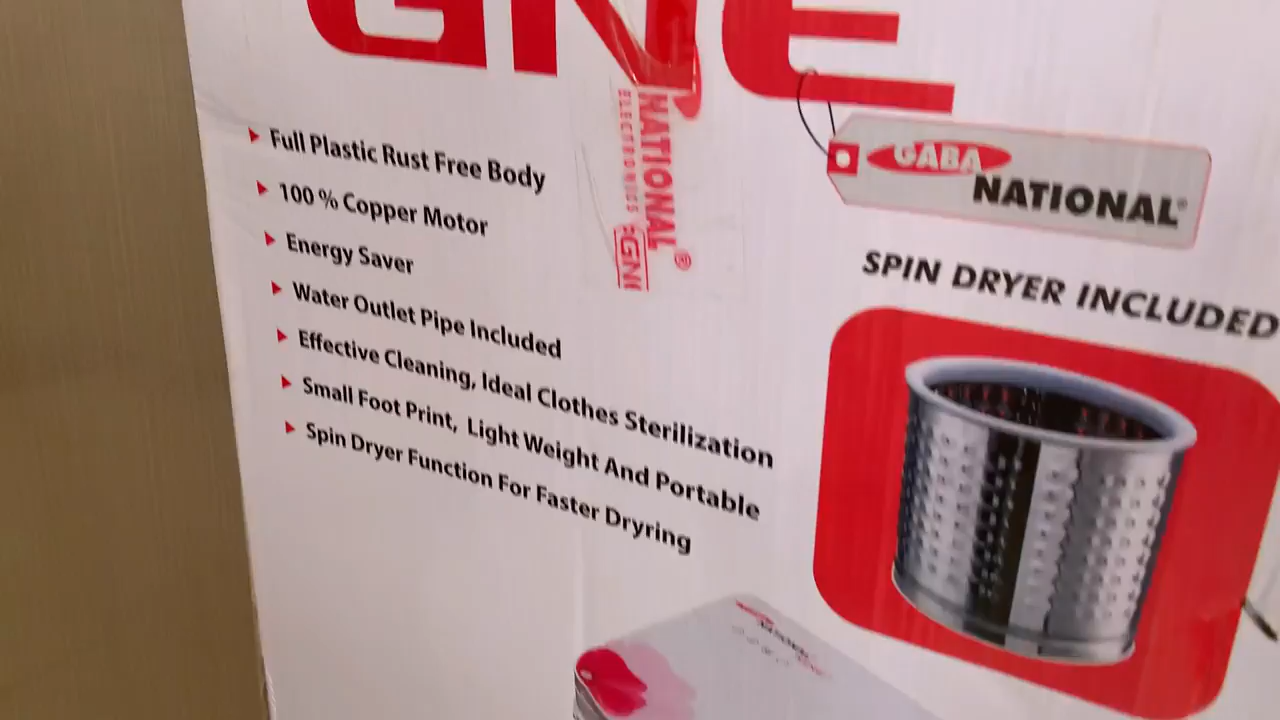 GNE
NATIONAL®
ELECTRONICS GNE
GABA
NATIONAL®
Full Plastic Rust Free Body
100 % Copper Motor
Energy Saver
Water Outlet Pipe Included
Effective Cleaning, Ideal Clothes Sterilization
Small Foot Print, Light Weight And Portable
Spin Dryer Function For Faster Dryring
SPIN DRYER INCLUDED